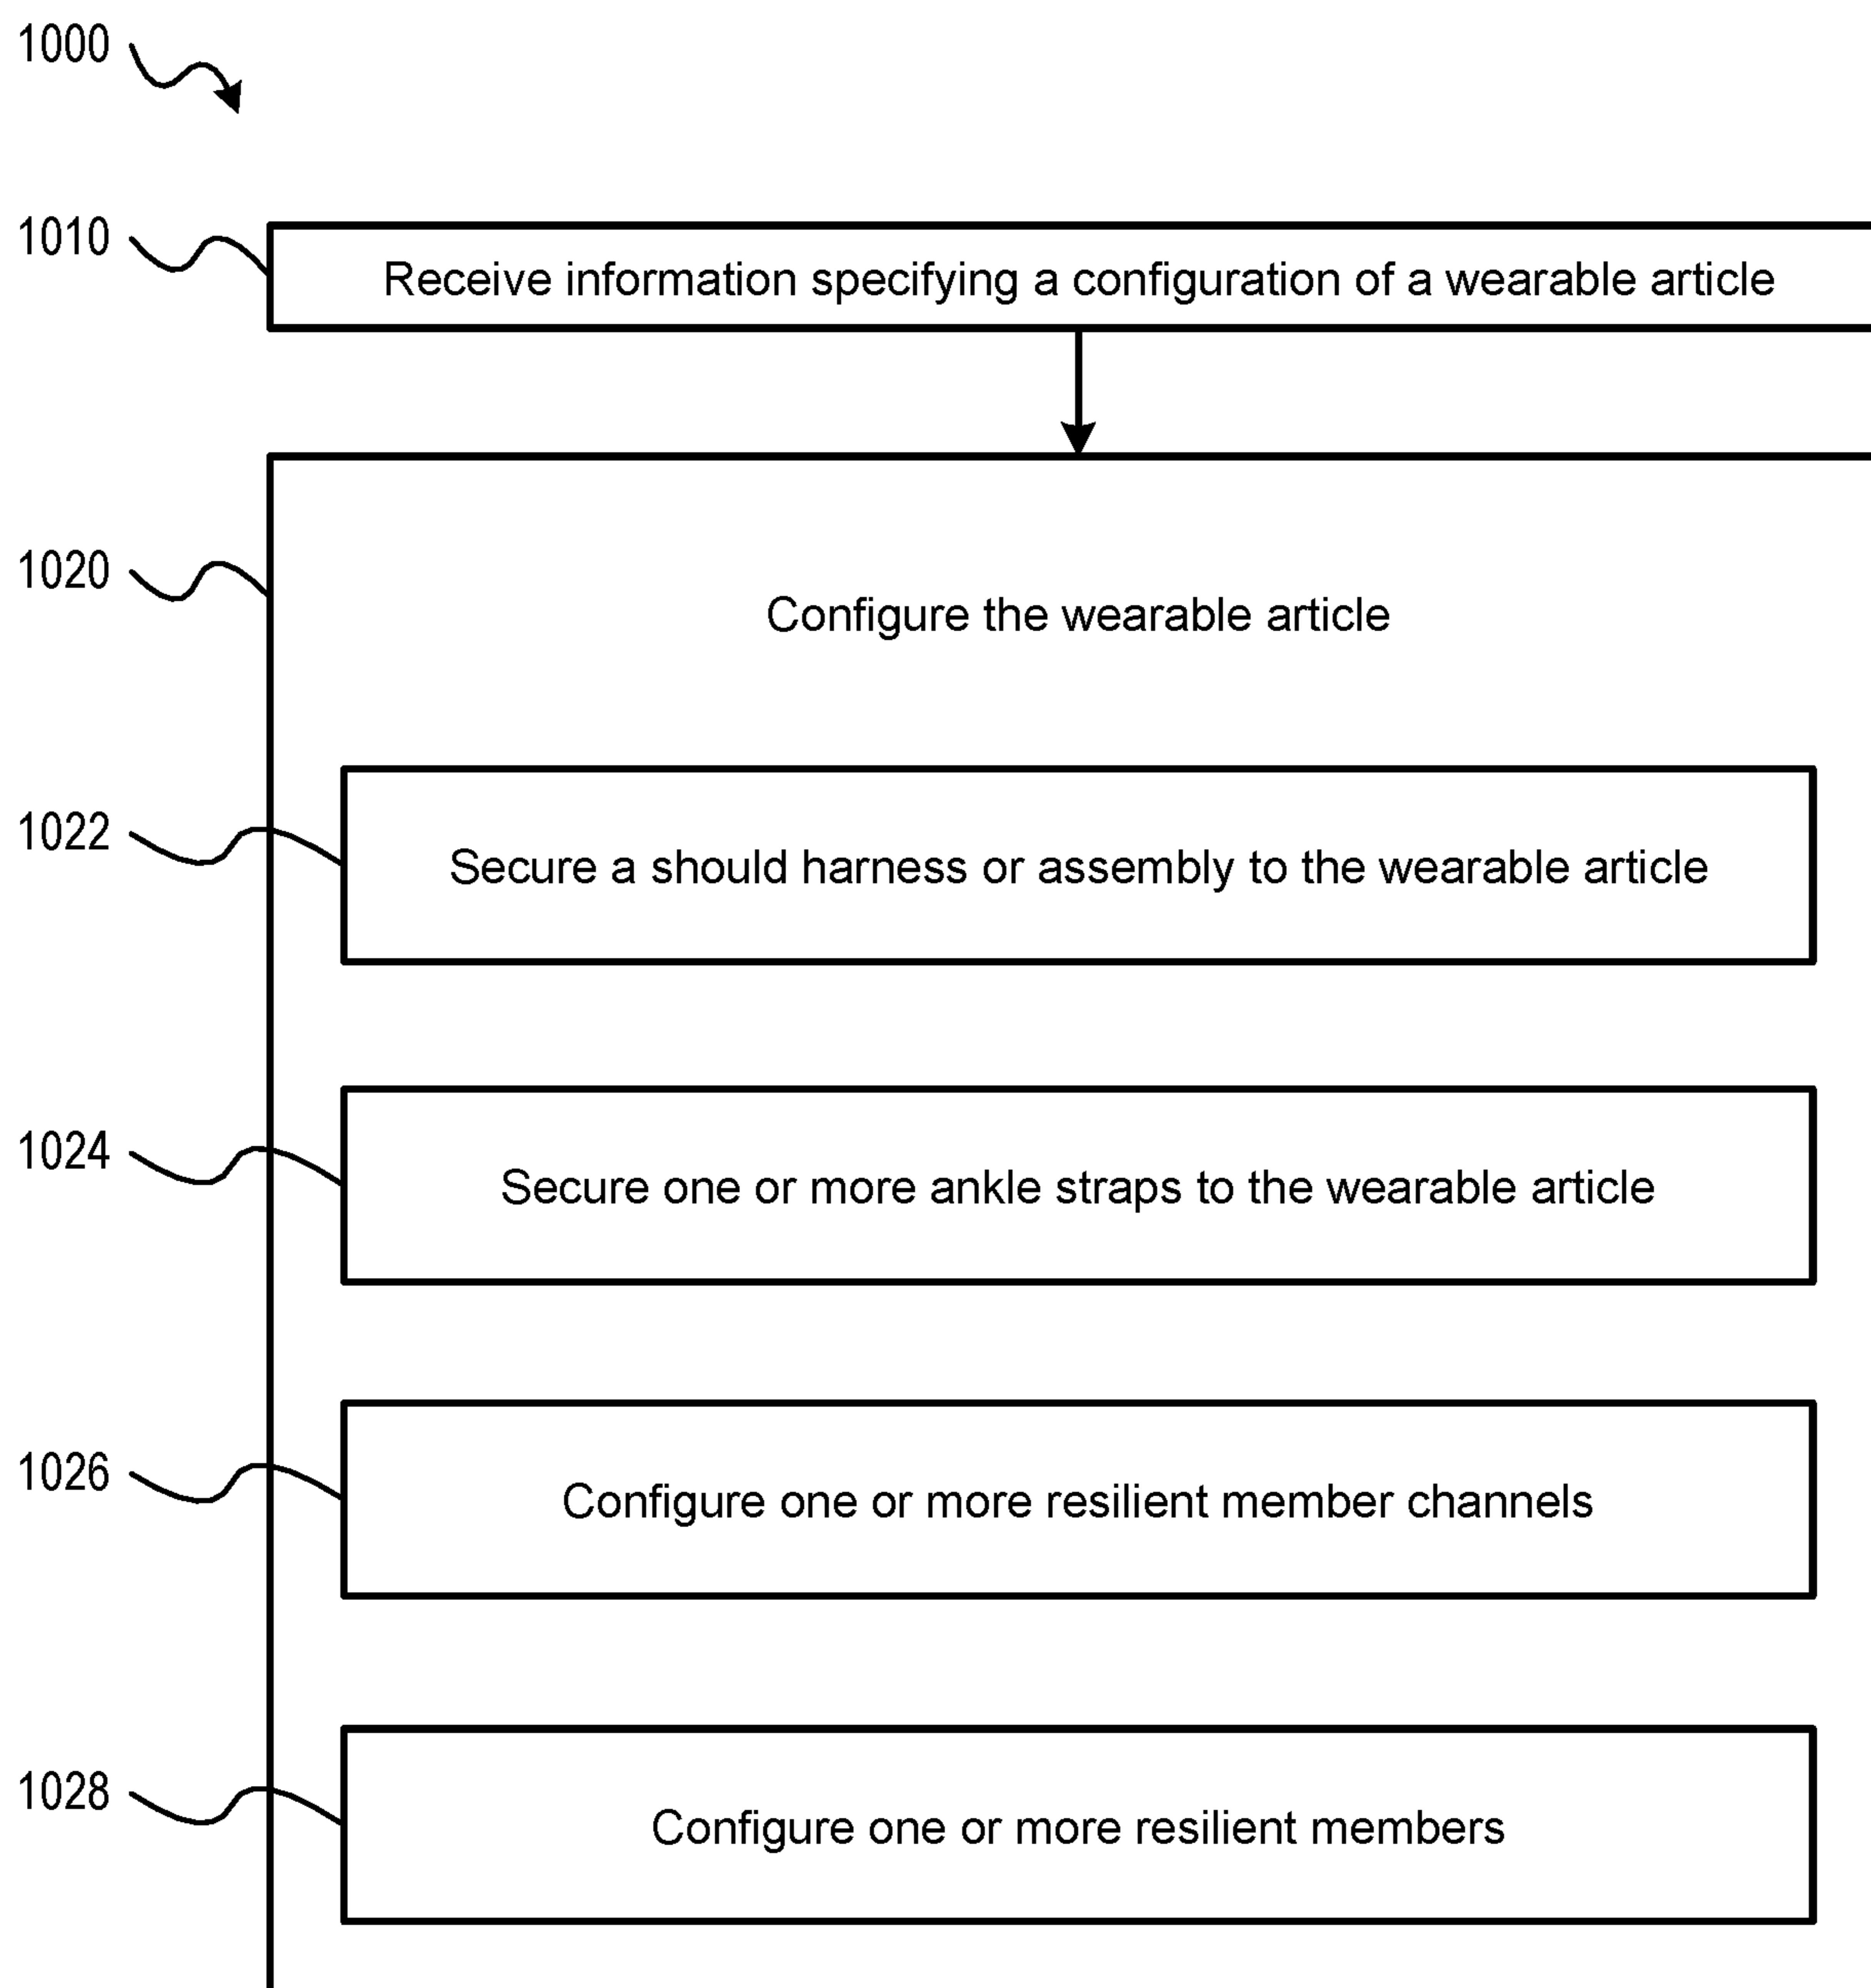 1000
1010
Receive information specifying a configuration of a wearable article
1020
Configure the wearable article
1022
Secure a should harness or assembly to the wearable article
1024
Secure one or more ankle straps to the wearable article
1026
Configure one or more resilient member channels
1028
Configure one or more resilient members